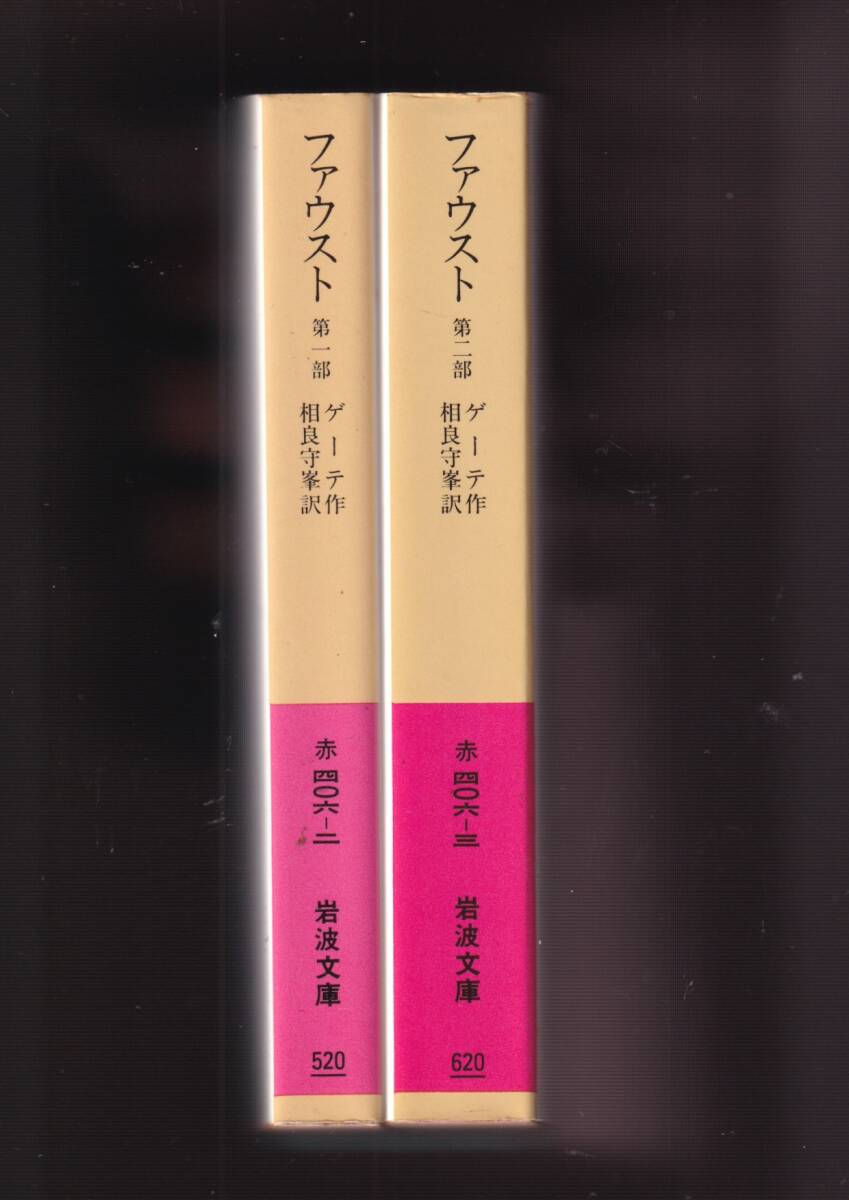 ファウスト
第一部
ゲーテ作
相良守峯訳
赤
四〇六-二
岩波文庫
520
ファウスト
第二部
ゲーテ作
相良守峯訳
赤
四〇六-三
岩波文庫
620